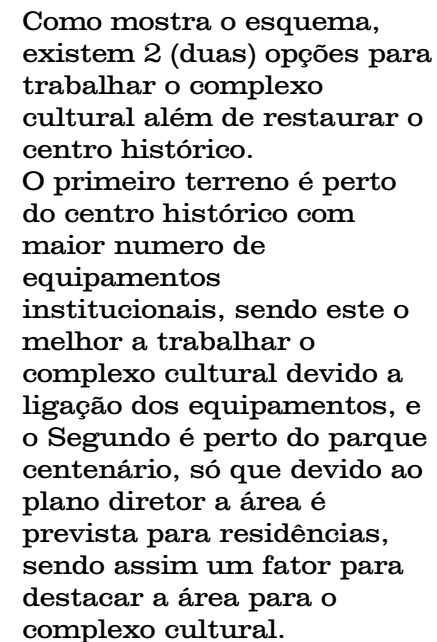 Como mostra o esquema,
existem 2 (duas) opções para
trabalhar o complexo
cultural além de restaurar o
centro histórico.
O primeiro terreno é perto
do centro histórico com
maior numero de
equipamentos
institucionais, sendo este o
melhor a trabalhar o
complexo cultural devido a
ligação dos equipamentos, e
o Segundo é perto do parque
centenário, só que devido ao
plano diretor a área é
prevista para residências,
sendo assim um fator para
destacar a área para o
complexo cultural.